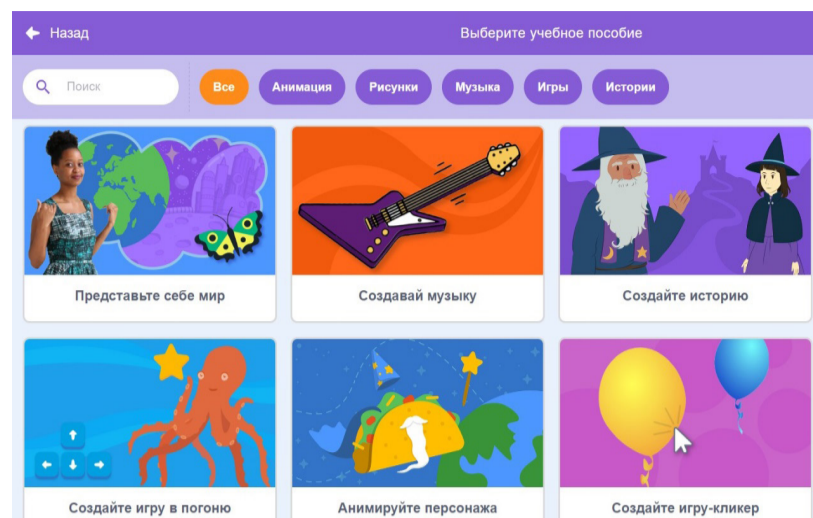 Назад
Выберите учебное пособие
Поиск
Все
Анимация
Рисунки
Музыка
Игры
Истории
Представьте себе мир
Создавай музыку
Создайте историю
Создайте игру в погоню
Анимируйте персонажа
Создайте игру-кликер